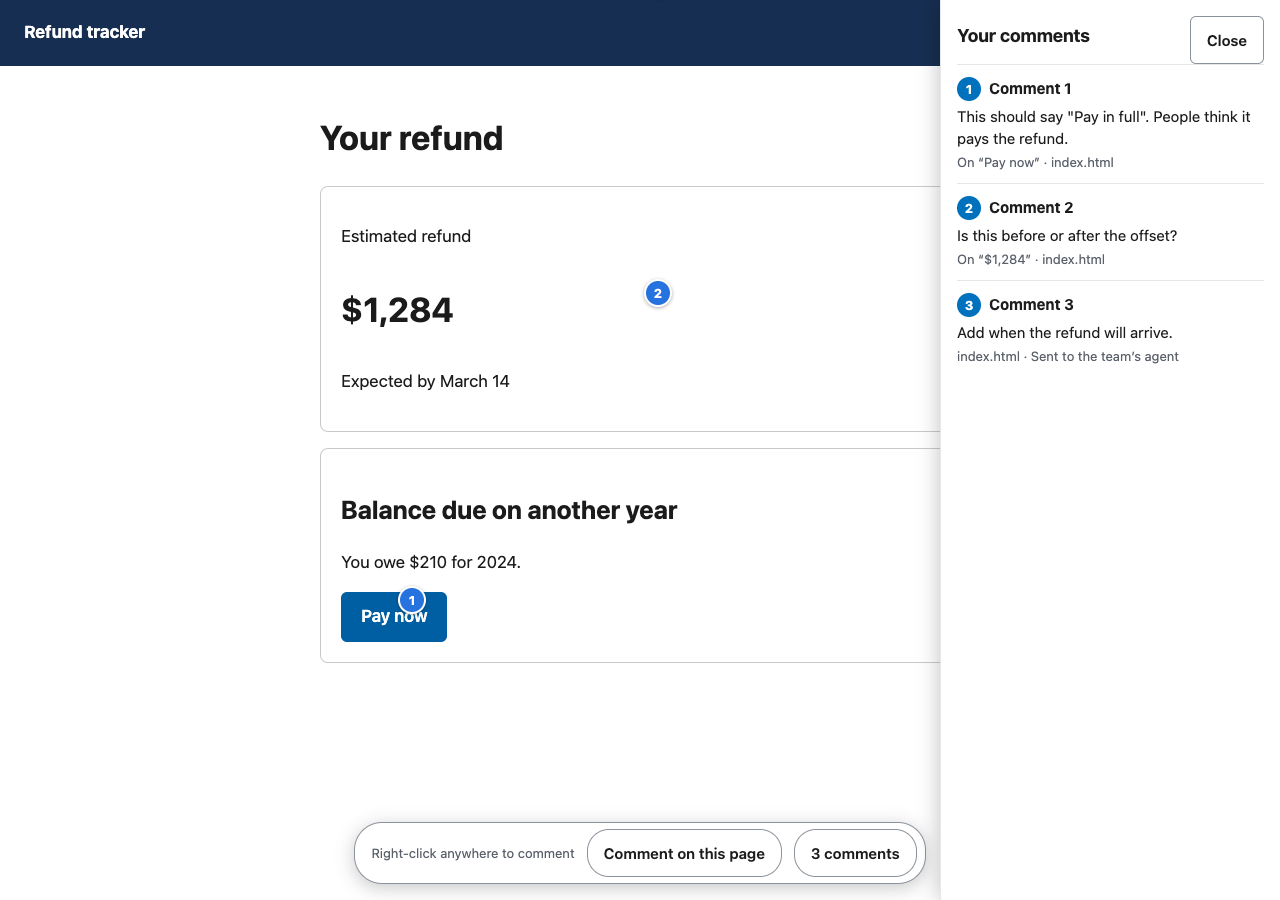 Refund tracker
Your refund
Estimated refund
$1,284
2
Expected by March 14
Balance due on another year
You owe $210 for 2024.
1
Pay now
Right-click anywhere to comment
Comment on this page
3 comments
Your comments
Close
1 Comment 1
This should say "Pay in full". People think it
pays the refund.
On “Pay now” · index.html
2 Comment 2
Is this before or after the offset?
On “$1,284” · index.html
3 Comment 3
Add when the refund will arrive.
index.html · Sent to the team’s agent